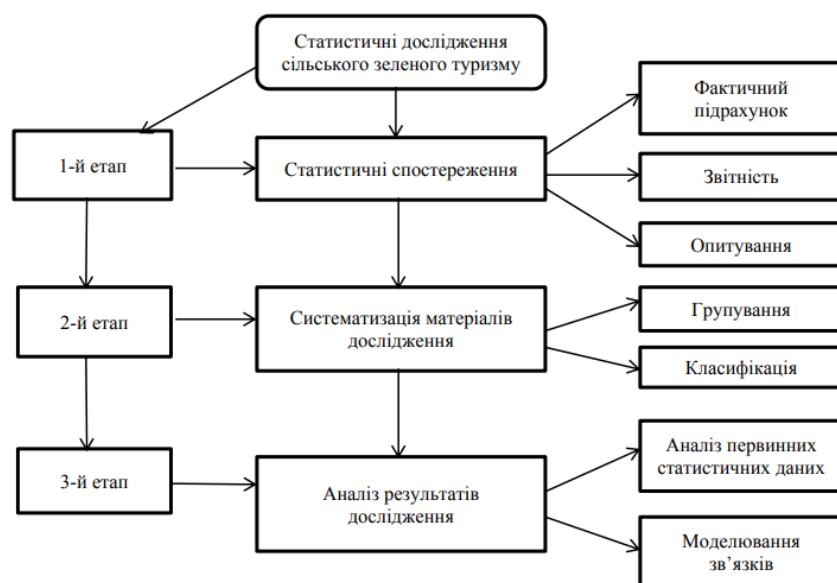 Статистичні дослідження
сільського зеленого туризму
Фактичний
підрахунок
1-й етап
Статистичні спостереження
Звітність
Опитування
2-й етап
Систематизація матеріалів
дослідження
Групування
Класифікація
3-й етап
Аналіз результатів
дослідження
Аналіз первинних
статистичних даних
Моделювання
зв’язків